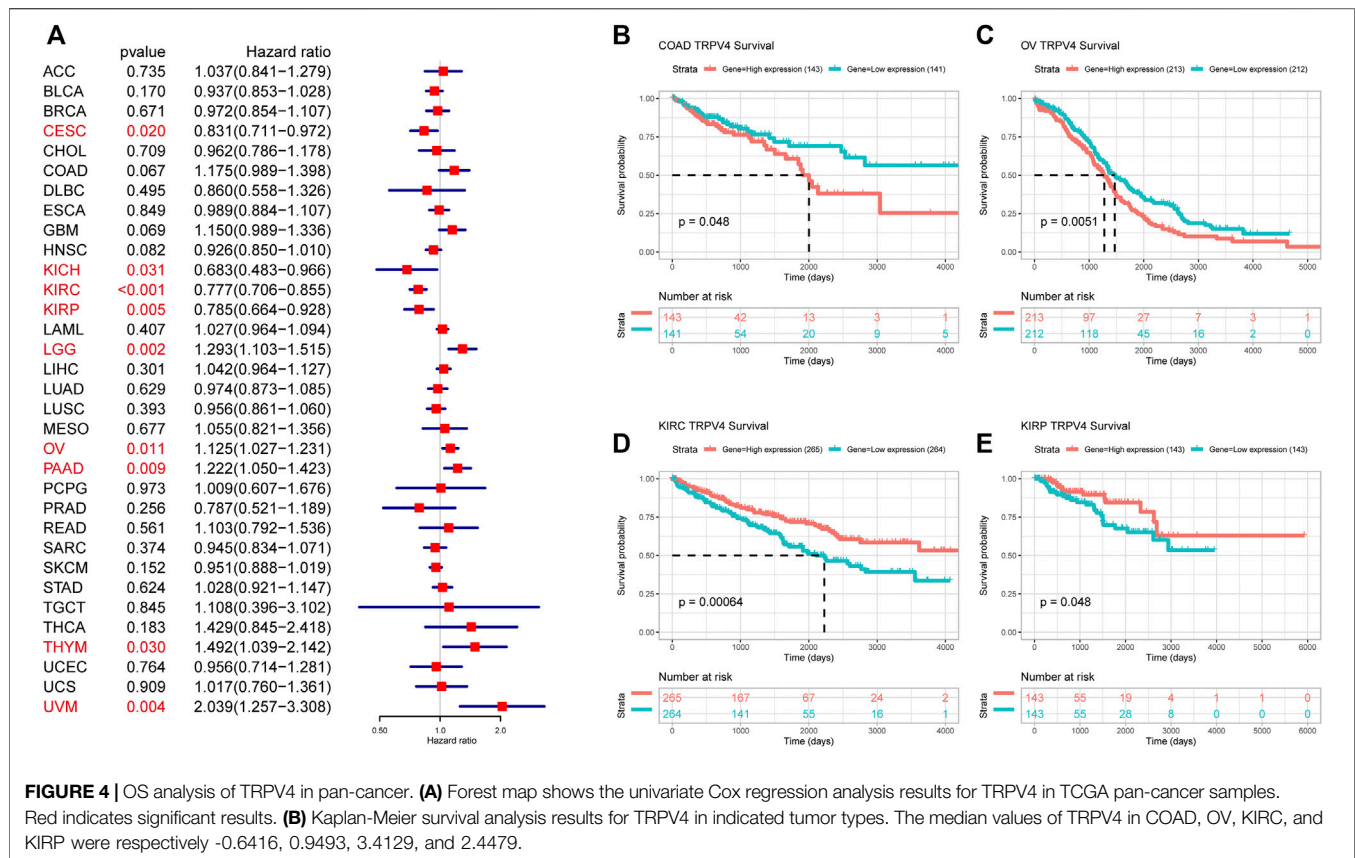 A
pvalue Hazard ratio
ACC 0.735 1.037(0.841−1.279)
BLCA 0.170 0.937(0.853−1.028)
BRCA 0.671 0.972(0.854−1.107)
CESC 0.020 0.831(0.711−0.972)
CHOL 0.709 0.962(0.786−1.178)
COAD 0.067 1.175(0.989−1.398)
DLBC 0.495 0.860(0.558−1.326)
ESCA 0.849 0.989(0.884−1.107)
GBM 0.069 1.150(0.989−1.336)
HNSC 0.082 0.926(0.850−1.010)
KICH 0.031 0.683(0.483−0.966)
KIRC <0.001 0.777(0.706−0.855)
KIRP 0.005 0.785(0.664−0.928)
LAML 0.407 1.027(0.964−1.094)
LGG 0.002 1.293(1.103−1.515)
LIHC 0.301 1.042(0.964−1.127)
LUAD 0.629 0.974(0.873−1.085)
LUSC 0.393 0.956(0.861−1.060)
MESO 0.677 1.055(0.821−1.356)
OV 0.011 1.125(1.027−1.231)
PAAD 0.009 1.222(1.050−1.423)
PCPG 0.973 1.009(0.607−1.676)
PRAD 0.256 0.787(0.521−1.189)
READ 0.561 1.103(0.792−1.536)
SARC 0.374 0.945(0.834−1.071)
SKCM 0.152 0.951(0.888−1.019)
STAD 0.624 1.028(0.921−1.147)
TGCT 0.845 1.108(0.396−3.102)
THCA 0.183 1.429(0.845−2.418)
THYM 0.030 1.492(1.039−2.142)
UCEC 0.764 0.956(0.714−1.281)
UCS 0.909 1.017(0.760−1.361)
UVM 0.004 2.039(1.257−3.308)
0.50 1.0 2.0
Hazard ratio
B
COAD TRPV4 Survival
Strata Gene=High expression (143) Gene=Low expression (141)
Survival probability
1.00
0.75
0.50
0.25
0.00
p = 0.048
0 1000 2000 3000 4000
Time (days)
Number at risk
Strata
143 42 13 3 1
141 54 20 9 5
0 1000 2000 3000 4000
Time (days)
C
OV TRPV4 Survival
Strata Gene=High expression (213) Gene=Low expression (212)
Survival probability
1.00
0.75
0.50
0.25
0.00
p = 0.0051
0 1000 2000 3000 4000 5000
Time (days)
Number at risk
Strata
213 97 27 7 3 1
212 118 45 16 2 0
0 1000 2000 3000 4000 5000
Time (days)
D
KIRC TRPV4 Survival
Strata Gene=High expression (265) Gene=Low expression (264)
Survival probability
1.00
0.75
0.50
0.25
0.00
p = 0.00064
0 1000 2000 3000 4000
Time (days)
Number at risk
Strata
265 167 67 24 2
264 141 55 16 1
0 1000 2000 3000 4000
Time (days)
E
KIRP TRPV4 Survival
Strata Gene=High expression (143) Gene=Low expression (143)
Survival probability
1.00
0.75
0.50
0.25
0.00
p = 0.048
0 1000 2000 3000 4000 5000 6000
Time (days)
Number at risk
Strata
143 55 19 4 1 1 0
143 55 28 8 0 0 0
0 1000 2000 3000 4000 5000 6000
Time (days)
FIGURE 4 | OS analysis of TRPV4 in pan-cancer. (A) Forest map shows the univariate Cox regression analysis results for TRPV4 in TCGA pan-cancer samples.
Red indicates significant results. (B) Kaplan-Meier survival analysis results for TRPV4 in indicated tumor types. The median values of TRPV4 in COAD, OV, KIRC, and
KIRP were respectively -0.6416, 0.9493, 3.4129, and 2.4479.